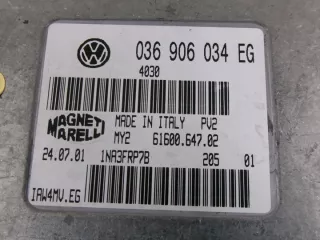 036 906 034 EG
4030
MAGNETI MARELLI
MADE IN ITALY PV2
MY2 61600.647.02
24.07.01 1NA3FRP7B 205 01
IAW4MV.EG